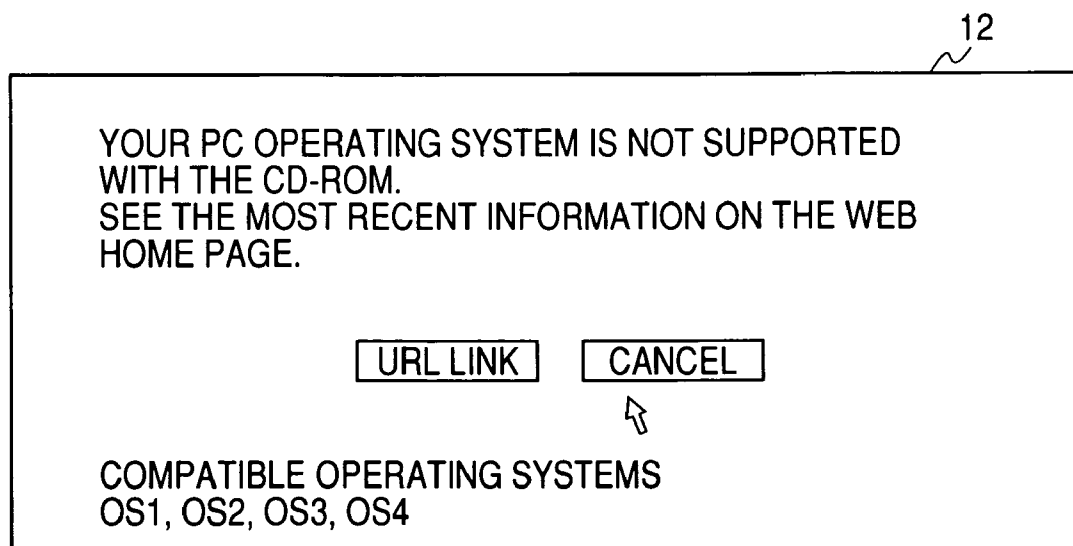 12
YOUR PC OPERATING SYSTEM IS NOT SUPPORTED
WITH THE CD-ROM.
SEE THE MOST RECENT INFORMATION ON THE WEB
HOME PAGE.
URL LINK CANCEL
COMPATIBLE OPERATING SYSTEMS
OS1, OS2, OS3, OS4